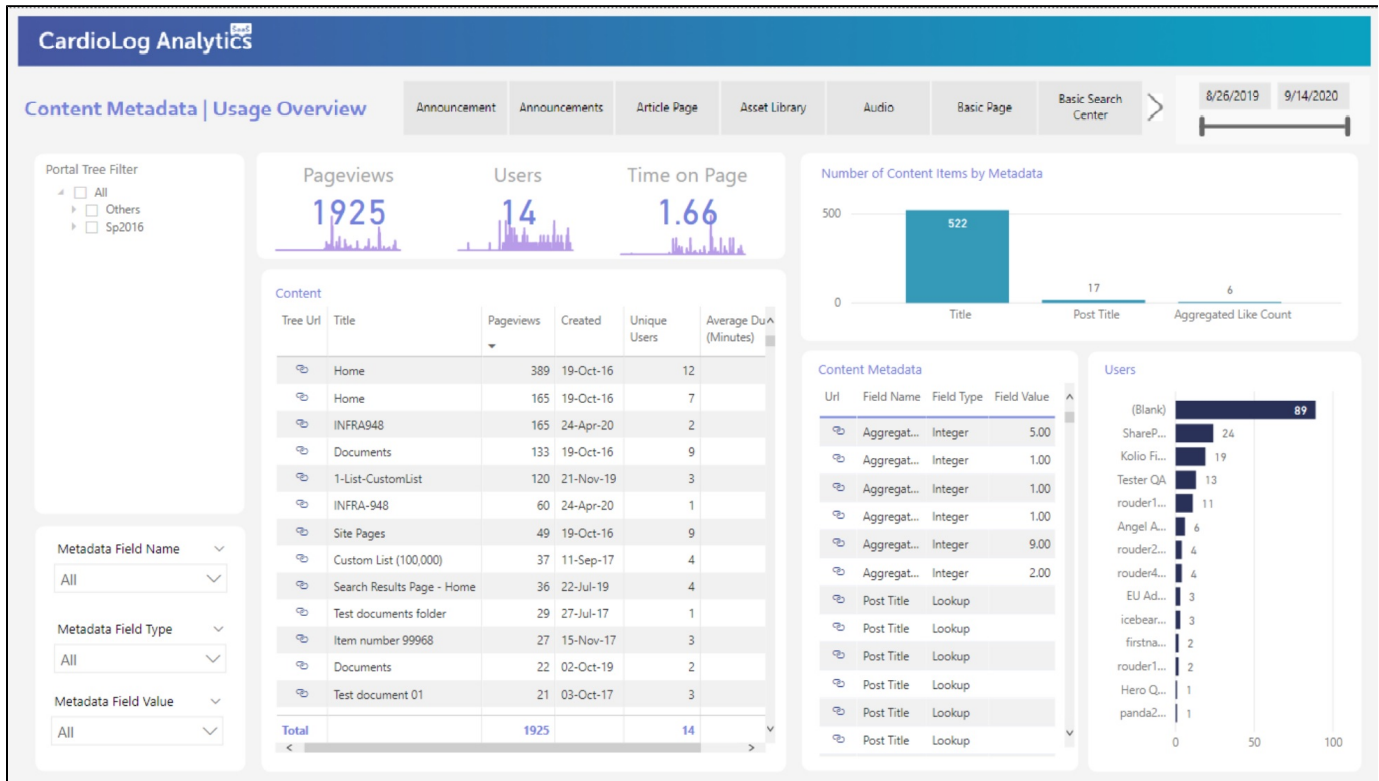 CardioLog Analytics
SaaS
Content Metadata | Usage Overview
Announcement
Announcements
Article Page
Asset Library
Audio
Basic Page
Basic Search
Center
8/26/2019 9/14/2020
Portal Tree Filter
All
Others
Sp2016
Metadata Field Name
All
Metadata Field Type
All
Metadata Field Value
All
Pageviews Users Time on Page
1925 14 1.66
Content
Tree Url Title Pageviews Created Unique Average Du
Users (Minutes)
Home 389 19-Oct-16 12
Home 165 19-Oct-16 7
INFRA948 165 24-Apr-20 2
Documents 133 19-Oct-16 9
1-List-CustomList 120 21-Nov-19 3
INFRA-948 60 24-Apr-20 1
Site Pages 49 19-Oct-16 9
Custom List (100,000) 37 11-Sep-17 4
Search Results Page - Home 36 22-Jul-19 4
Test documents folder 29 27-Jul-17 1
Item number 99968 27 15-Nov-17 3
Documents 22 02-Oct-19 2
Test document 01 21 03-Oct-17 3
Total 1925 14
Number of Content Items by Metadata
500
522
17
6
0
Title Post Title Aggregated Like Count
Content Metadata
Url Field Name Field Type Field Value
Aggregat... Integer 5.00
Aggregat... Integer 1.00
Aggregat... Integer 1.00
Aggregat... Integer 1.00
Aggregat... Integer 9.00
Aggregat... Integer 2.00
Post Title Lookup
Post Title Lookup
Post Title Lookup
Post Title Lookup
Post Title Lookup
Post Title Lookup
Users
(Blank) 89
ShareP... 24
Kolio Fi... 19
Tester QA 13
rouder1... 11
Angel A... 6
rouder2... 4
rouder4... 4
EU Ad... 3
icebear... 3
firstna... 2
rouder1... 2
Hero Q... 1
panda2... 1
0 50 100